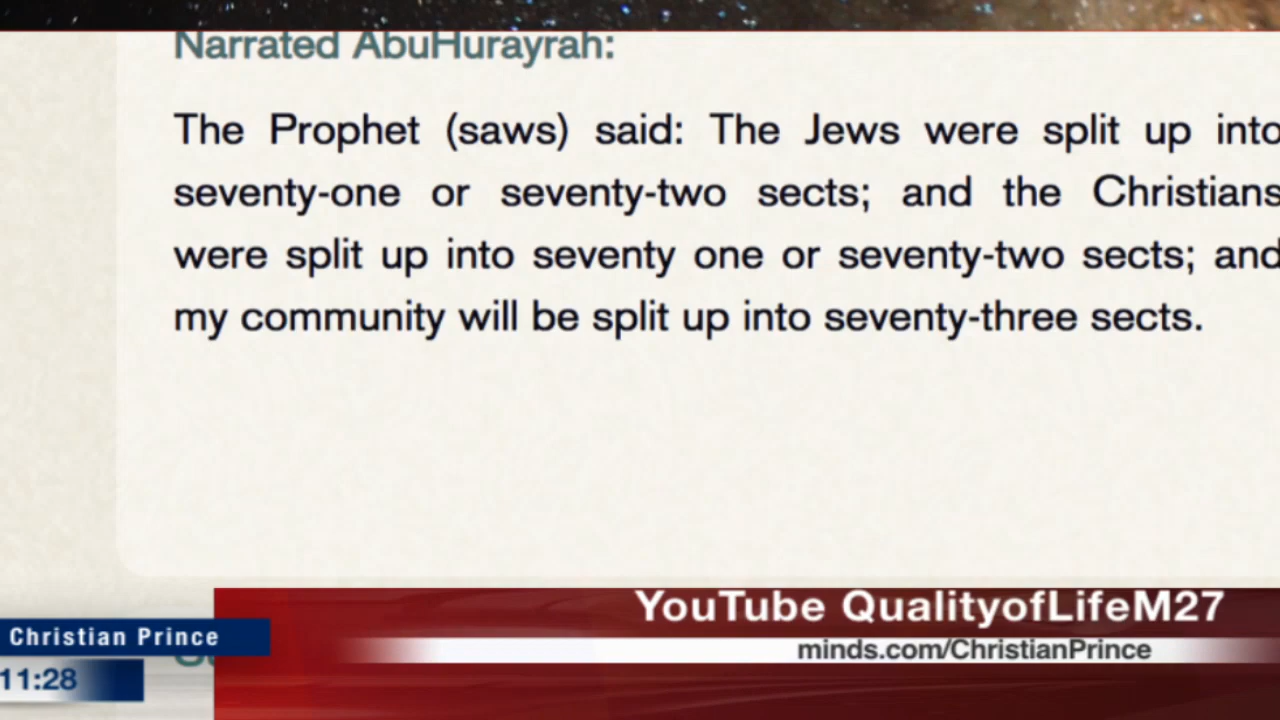 Narrated AbuHurayrah:
The Prophet (saws) said: The Jews were split up into
seventy-one or seventy-two sects; and the Christians
were split up into seventy one or seventy-two sects; and
my community will be split up into seventy-three sects.
YouTube QualityofLifeM27
Christian Prince
minds.com/ChristianPrince
11:28